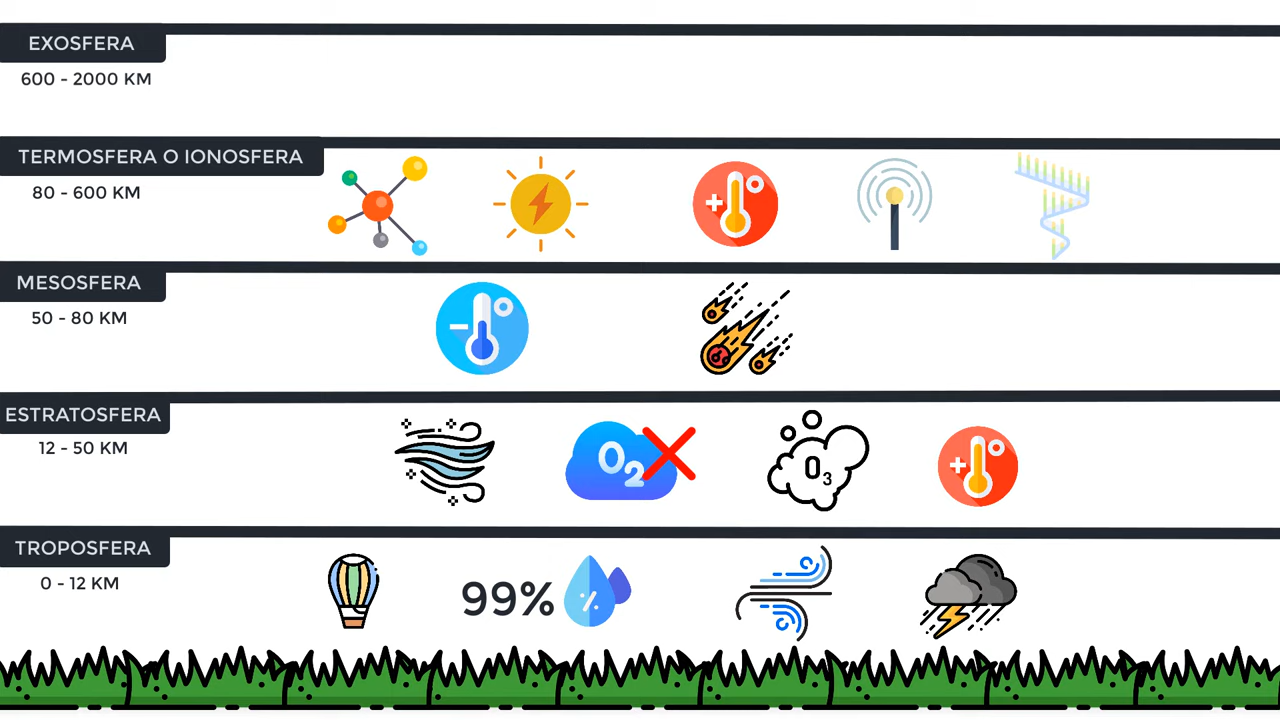 EXOSFERA
600 - 2000 KM
TERMOSFERA O IONOSFERA
80 - 600 KM
MESOSFERA
50 - 80 KM
ESTRATOSFERA
12 - 50 KM
O2
O3
TROPOSFERA
0 - 12 KM
99% %